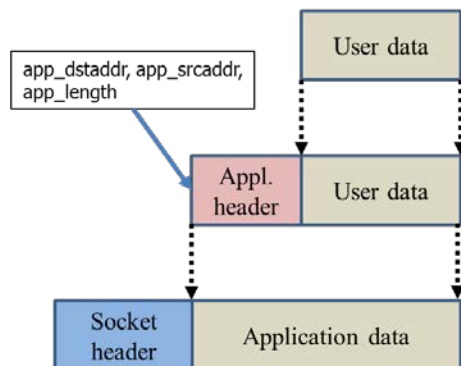 User data
app_dstaddr, app_srcaddr,
app_length
Appl.
header
User data
Socket
header
Application data